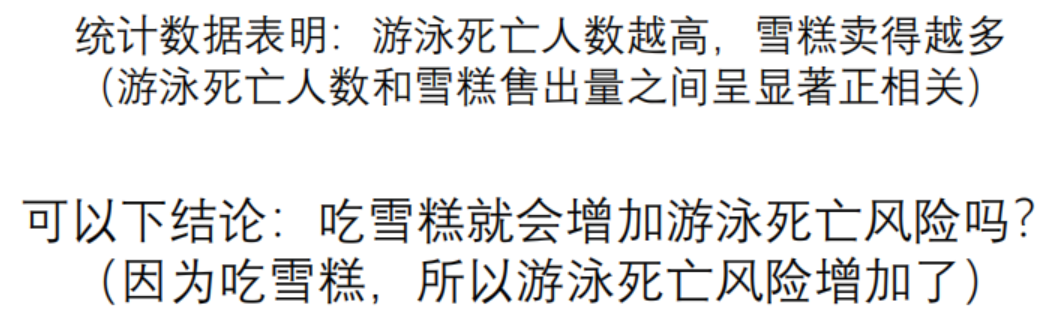 统计数据表明：游泳死亡人数越高，雪糕卖得越多
（游泳死亡人数和雪糕售出量之间呈显著正相关）
可以下结论：吃雪糕就会增加游泳死亡风险吗？
（因为吃雪糕，所以游泳死亡风险增加了）